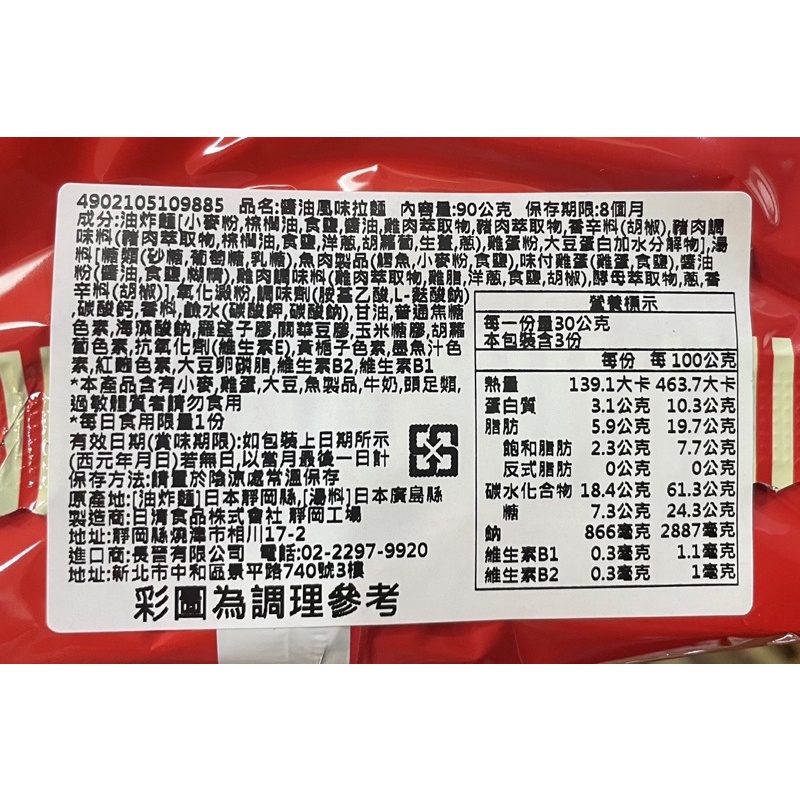 4902105109885 品名:醬油風味拉麵 內容量:90公克 保存期限:8個月
成分:油炸麵[小麥粉,棕櫚油,食鹽,醬油,雞肉萃取物,豬肉萃取物,香辛料(胡椒),豬肉調
味料(豬肉萃取物,棕櫚油,食鹽,洋蔥,胡蘿蔔,生薑,蔥),雞蛋粉,大豆蛋白加水分解物],湯
料[糖類(砂糖,葡萄糖,乳糖),魚肉製品(鱈魚,小麥粉,食鹽),味付雞蛋(雞蛋,食鹽),醬油
粉(醬油,食鹽,糊精),雞肉調味料(雞肉萃取物,雞脂,洋蔥,食鹽,胡椒),酵母萃取物,蔥,香
辛料(胡椒)],氧化澱粉,調味劑(胺基乙酸,L-麩酸鈉)
,碳酸鈣,香料,鹼水(碳酸鉀,碳酸鈉),甘油,普通焦糖
色素,海藻酸鈉,羅望子膠,關華豆膠,玉米糖膠,胡蘿
蔔色素,抗氧化劑(維生素E),黃梔子色素,墨魚汁色
素,紅麴色素,大豆卵磷脂,維生素B2,維生素B1
*本產品含有小麥,雞蛋,大豆,魚製品,牛奶,頭足類,
過敏體質者請勿食用
*每日食用限量1份
有效日期(賞味期限):如包裝上日期所示
(西元年月日)若無日,以當月最後一日計
保存方法:請置於陰涼處常溫保存
原產地:[油炸麵]日本靜岡縣,[湯料]日本廣島縣
製造商:日清食品株式會社 靜岡工場
地址:靜岡縣燒津市相川17-2
進口商:長晉有限公司 電話:02-2297-9920
地址:新北市中和區景平路740號3樓
彩圖為調理參考
營養標示
每一份量30公克
本包裝含3份
每份 每100公克
熱量 139.1大卡 463.7大卡
蛋白質 3.1公克 10.3公克
脂肪 5.9公克 19.7公克
飽和脂肪 2.3公克 7.7公克
反式脂肪 0公克 0公克
碳水化合物 18.4公克 61.3公克
糖 7.3公克 24.3公克
鈉 866毫克 2887毫克
維生素B1 0.3毫克 1.1毫克
維生素B2 0.3毫克 1毫克